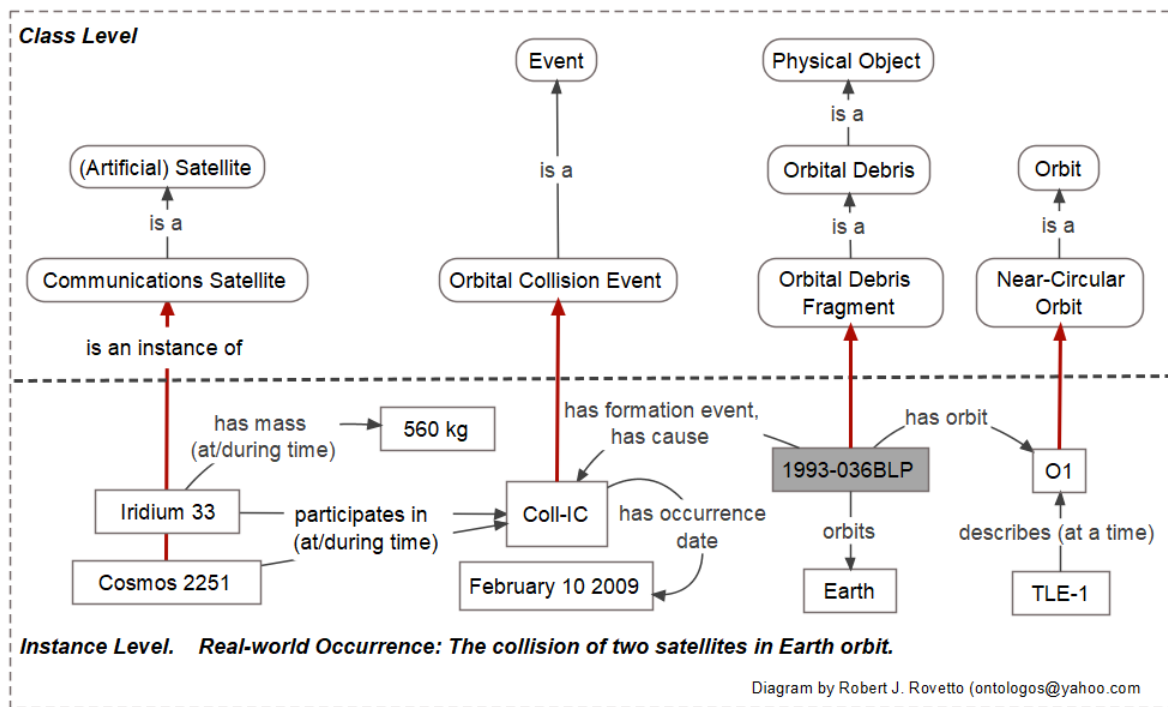 Class Level
Event
Physical Object
is a
(Artificial) Satellite
is a
Orbital Debris
Orbit
is a
is a
is a
Communications Satellite
Orbital Collision Event
Orbital Debris
Fragment
Near-Circular
Orbit
is an instance of
has mass
(at/during time)
560 kg
has formation event,
has cause
has orbit
1993-036BLP
O1
Iridium 33
participates in
(at/during time)
Coll-IC
has occurrence
date
orbits
describes (at a time)
Cosmos 2251
February 10 2009
Earth
TLE-1
Instance Level. Real-world Occurrence: The collision of two satellites in Earth orbit.
Diagram by Robert J. Rovetto (ontologos@yahoo.com